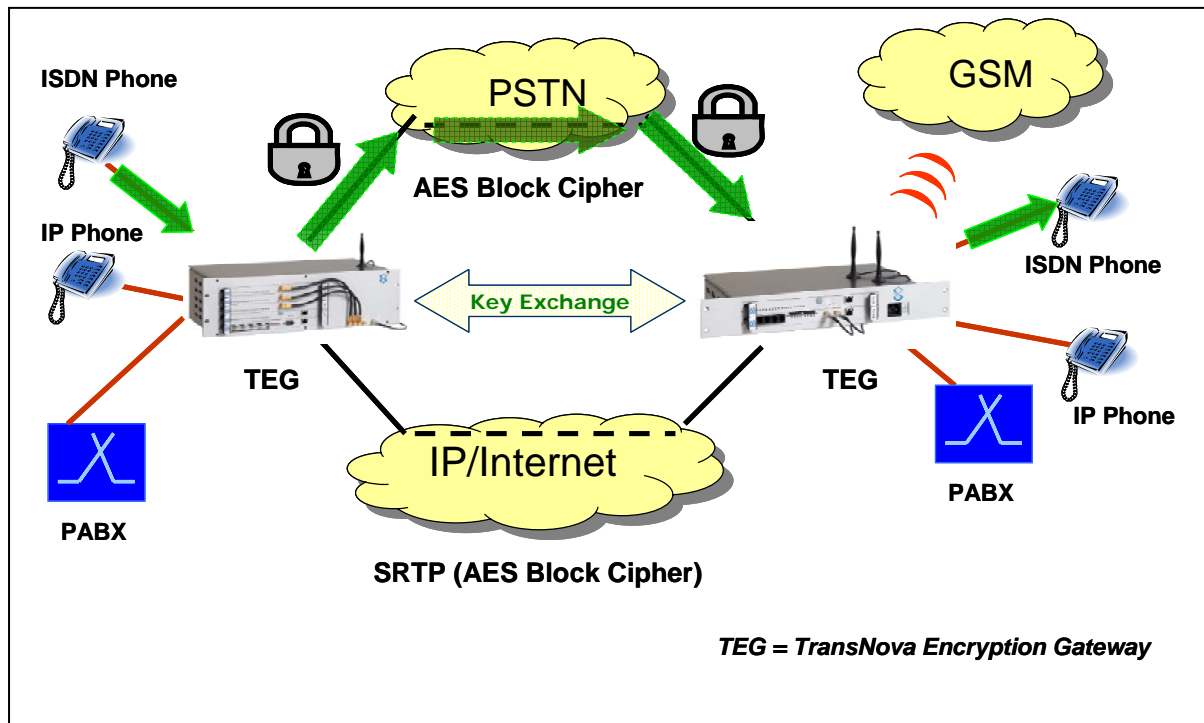 ISDN Phone
PSTN
GSM
AES Block Cipher
IP Phone
ISDN Phone
Key Exchange
TEG
TEG
IP Phone
IP/Internet
PABX
PABX
SRTP (AES Block Cipher)
TEG = TransNova Encryption Gateway